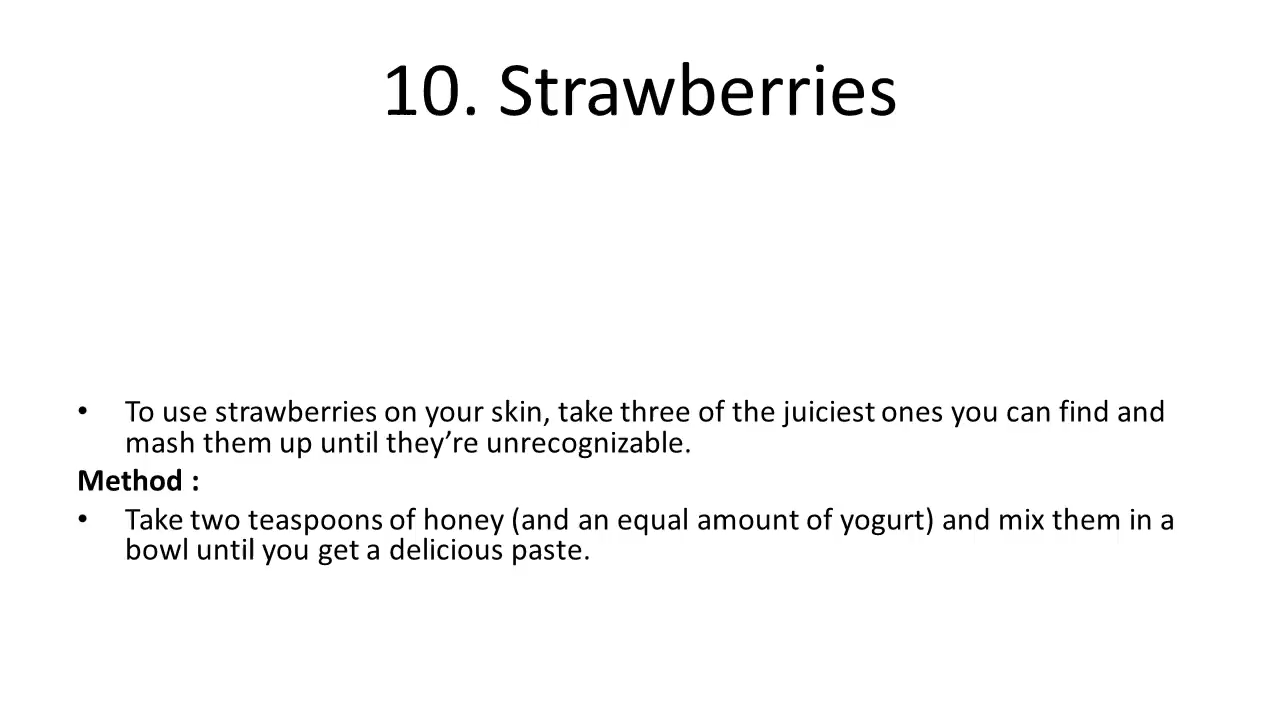 10. Strawberries
• To use strawberries on your skin, take three of the juiciest ones you can find and
mash them up until they’re unrecognizable.
Method :
• Take two teaspoons of honey (and an equal amount of yogurt) and mix them in a
bowl until you get a delicious paste.